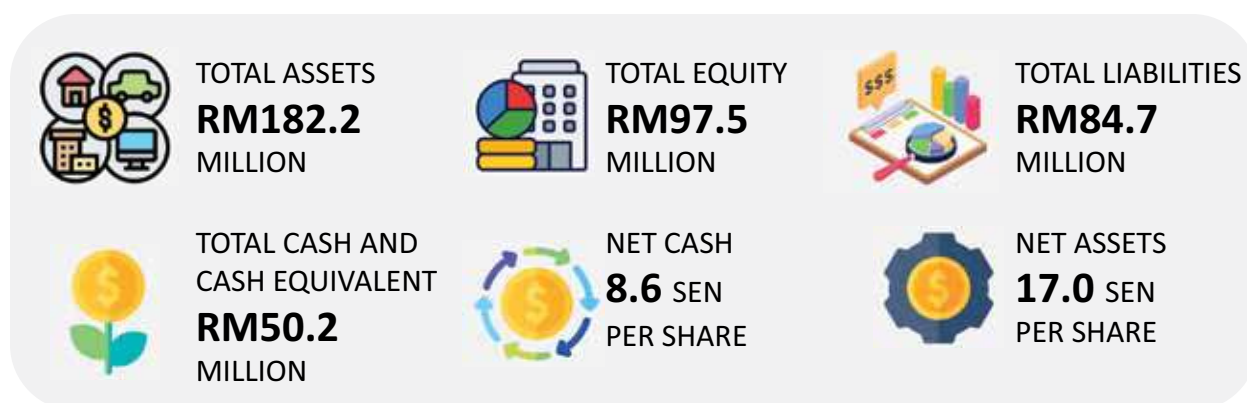 TOTAL ASSETS
RM182.2
MILLION
TOTAL EQUITY
RM97.5
MILLION
$$$
TOTAL LIABILITIES
RM84.7
MILLION
TOTAL CASH AND
CASH EQUIVALENT
RM50.2
MILLION
NET CASH
8.6 SEN
PER SHARE
NET ASSETS
17.0 SEN
PER SHARE